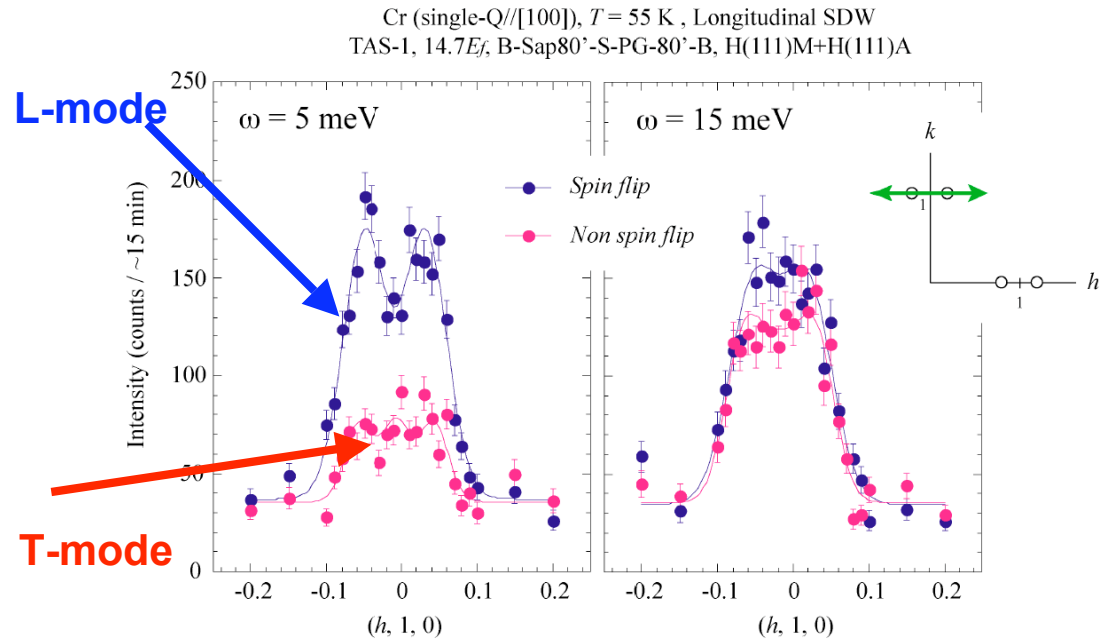 Cr (single-Q//[100]), T = 55 K , Longitudinal SDW
TAS-1, 14.7Ef, B-Sap80'-S-PG-80'-B, H(111)M+H(111)A
L-mode
T-mode
Intensity (counts / ~15 min)
250
200
150
100
50
0
ω = 5 meV
-0.2
-0.1
0
0.1
0.2
(h, 1, 0)
Spin flip
Non spin flip
ω = 15 meV
-0.2
-0.1
0
0.1
0.2
(h, 1, 0)
k
1
1
h